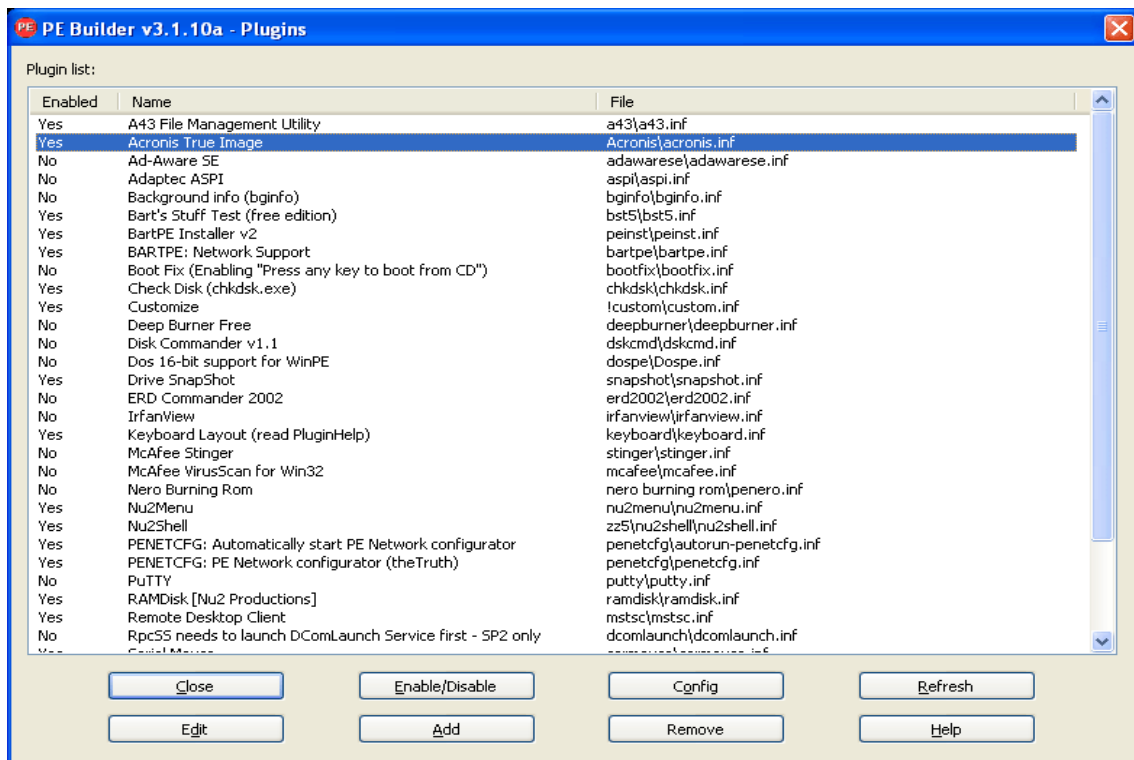 PE Builder v3.1.10a - Plugins
Plugin list:
Enabled Name File
Yes A43 File Management Utility a43\a43.inf
Yes Acronis True Image Acronis\acronis.inf
No Ad-Aware SE adawarese\adawarese.inf
No Adaptec ASPI aspi\aspi.inf
No Background info (bginfo) bginfo\bginfo.inf
Yes Bart's Stuff Test (free edition) bst5\bst5.inf
Yes BartPE Installer v2 peinst\peinst.inf
Yes BARTPE: Network Support bartpe\bartpe.inf
No Boot Fix (Enabling "Press any key to boot from CD") bootfix\bootfix.inf
Yes Check Disk (chkdsk.exe) chkdsk\chkdsk.inf
Yes Customize !custom\custom.inf
No Deep Burner Free deepburner\deepburner.inf
No Disk Commander v1.1 dskcmd\dskcmd.inf
No Dos 16-bit support for WinPE dospe\Dospe.inf
Yes Drive SnapShot snapshot\snapshot.inf
No ERD Commander 2002 erd2002\erd2002.inf
No IrfanView irfanview\irfanview.inf
Yes Keyboard Layout (read PluginHelp) keyboard\keyboard.inf
No McAfee Stinger stinger\stinger.inf
No McAfee VirusScan for Win32 mcafee\mcafee.inf
No Nero Burning Rom nero burning rom\penero.inf
Yes Nu2Menu nu2menu\nu2menu.inf
Yes Nu2Shell zz5\nu2shell\nu2shell.inf
Yes PENETCFG: Automatically start PE Network configurator penetcfg\autorun-penetcfg.inf
Yes PENETCFG: PE Network configurator (theTruth) penetcfg\penetcfg.inf
No PuTTY putty\putty.inf
Yes RAMDisk [Nu2 Productions] ramdisk\ramdisk.inf
Yes Remote Desktop Client mstsc\mstsc.inf
No RpcSS needs to launch DComLaunch Service first - SP2 only dcomlaunch\dcomlaunch.inf
Close Enable/Disable Config Refresh
Edit Add Remove Help